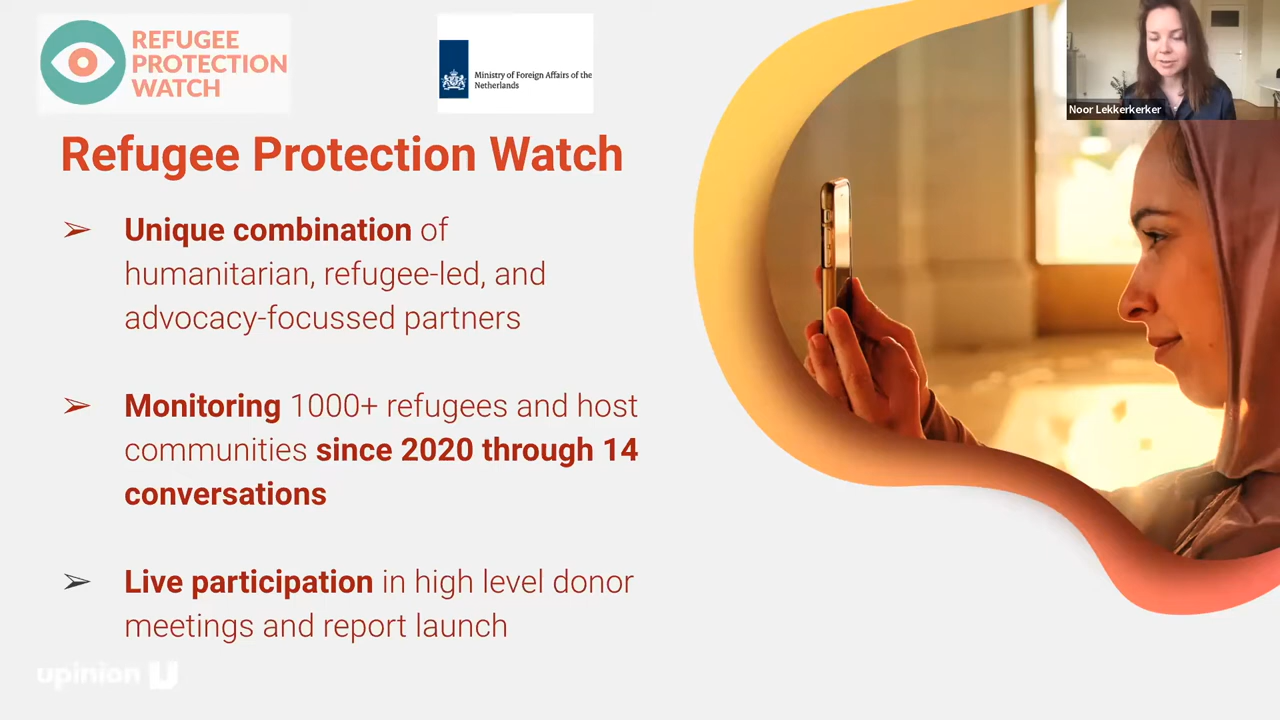 REFUGEE
PROTECTION
WATCH
Ministry of Foreign Affairs of the
Netherlands
Noor Lekkerkerker
Refugee Protection Watch
➢ Unique combination of
humanitarian, refugee-led, and
advocacy-focussed partners
➢ Monitoring 1000+ refugees and host
communities since 2020 through 14
conversations
➢ Live participation in high level donor
meetings and report launch
upinion